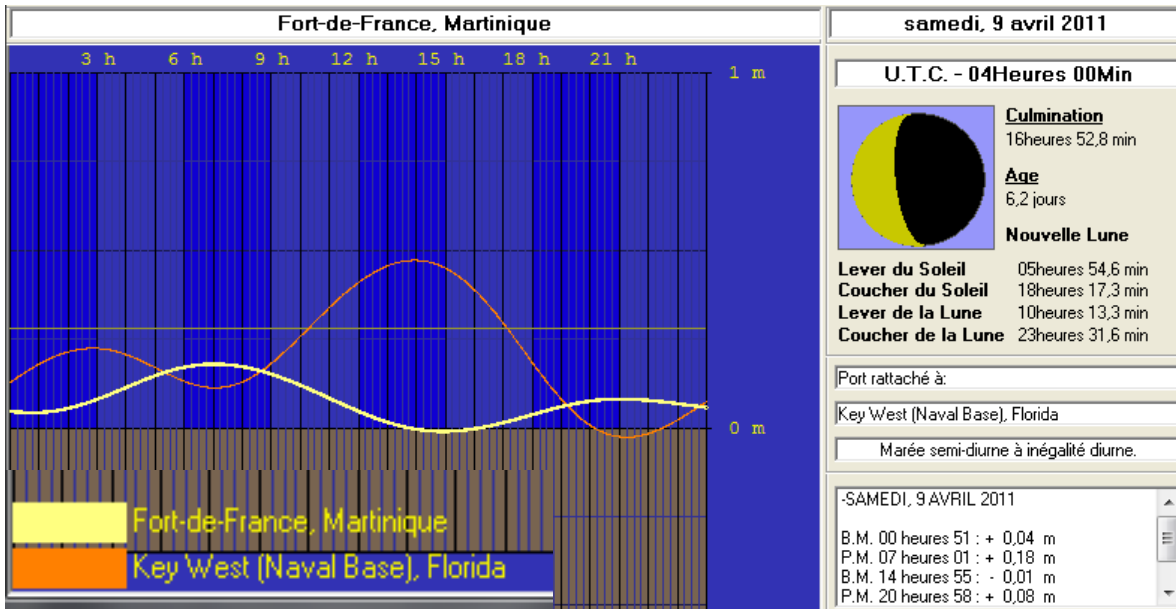 Fort-de-France, Martinique
3 h 6 h 9 h 12 h 15 h 18 h 21 h
1 m
0 m
Fort-de-France, Martinique
Key West (Naval Base), Florida
samedi, 9 avril 2011
U.T.C. - 04Heures 00Min
Culmination
16heures 52,8 min
Age
6,2 jours
Nouvelle Lune
Lever du Soleil 05heures 54,6 min
Coucher du Soleil 18heures 17,3 min
Lever de la Lune 10heures 13,3 min
Coucher de la Lune 23heures 31,6 min
Port rattaché à:
Key West (Naval Base), Florida
Marée semi-diurne à inégalité diurne.
-SAMEDI, 9 AVRIL 2011
B.M. 00 heures 51 : + 0,04 m
P.M. 07 heures 01 : + 0,18 m
B.M. 14 heures 55 : - 0,01 m
P.M. 20 heures 58 : + 0,08 m